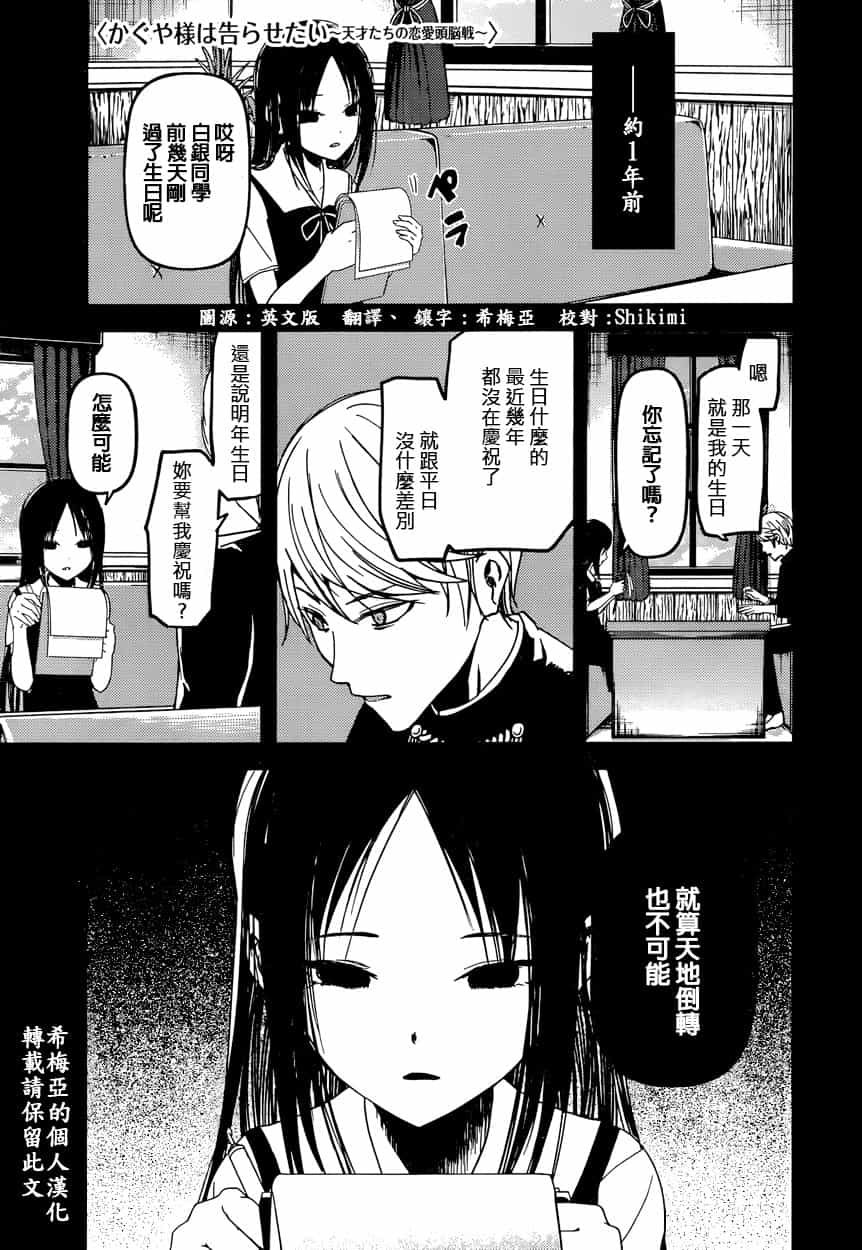 〈かぐや様は告らせたい~天才たちの恋愛頭脳戦~〉
——約1年前
哎呀
白銀同學
前幾天剛
過了生日呢
ペラ
圖源：英文版 翻譯、鑲字：希梅亞 校對：Shikimi
嗯
那一天
就是我的生日
你忘記了嗎？
生日什麼的
最近幾年
都沒在慶祝了
就跟平日
沒什麼差別
還是說明年生日
妳要幫我慶祝嗎？
怎麼可能
就算天地倒轉
也不可能
希梅亞的個人漢化
轉載請保留此文